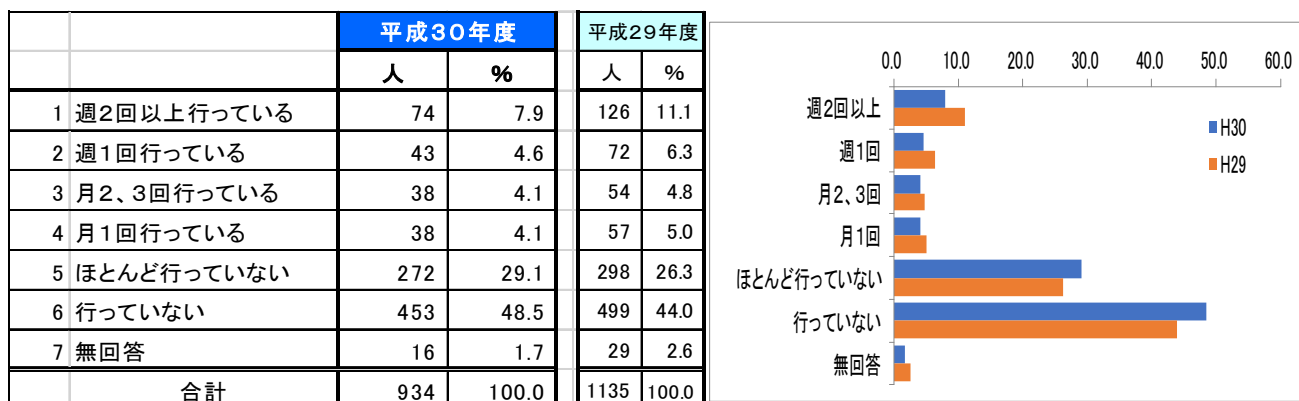 平成30年度 平成29年度
人 % 人 %
1 週2回以上行っている 74 7.9 126 11.1
2 週1回行っている 43 4.6 72 6.3
3 月2、3回行っている 38 4.1 54 4.8
4 月1回行っている 38 4.1 57 5.0
5 ほとんど行っていない 272 29.1 298 26.3
6 行っていない 453 48.5 499 44.0
7 無回答 16 1.7 29 2.6
合計 934 100.0 1135 100.0
0.0 10.0 20.0 30.0 40.0 50.0 60.0
週2回以上
週1回
月2、3回
月1回
ほとんど行っていない
行っていない
無回答
H30
H29